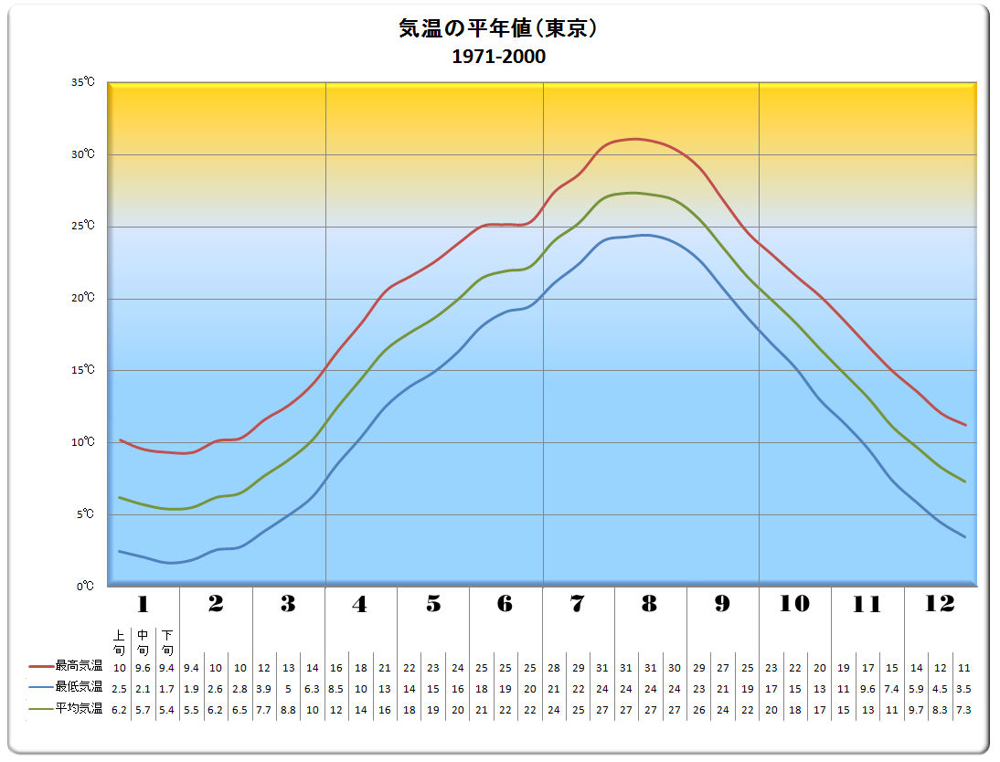 気温の平年値(東京)
1971-2000
35℃
30℃
25℃
20℃
15℃
10℃
5℃
0℃
1 2 3 4 5 6 7 8 9 10 11 12
上旬 中旬 下旬
最高気温 10 9.6 9.4 9.4 10 10 12 13 14 16 18 21 22 23 24 25 25 25 28 29 31 31 31 30 29 27 25 23 22 20 19 17 15 14 12 11
最低気温 2.5 2.1 1.7 1.9 2.6 2.8 3.9 5 6.3 8.5 10 13 14 15 16 18 19 20 21 22 24 24 24 24 23 21 19 17 15 13 11 9.6 7.4 5.9 4.5 3.5
平均気温 6.2 5.7 5.4 5.5 6.2 6.5 7.7 8.8 10 12 14 16 18 19 20 21 22 22 24 25 27 27 27 27 26 24 22 20 18 17 15 13 11 9.7 8.3 7.3